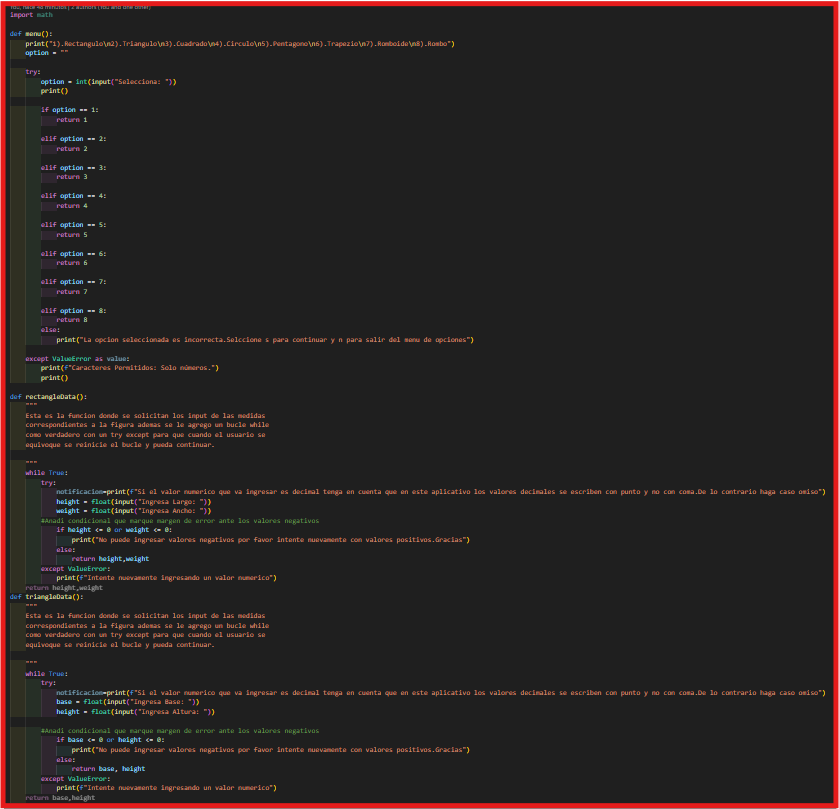 You, hace 40 minutos | 2 authors (You and one other)
import math
def menu():
    print("1).Rectangulo\n2).Triangulo\n3).Cuadrado\n4).Circulo\n5).Pentagono\n6).Trapezio\n7).Romboide\n8).Rombo")
    option = ""
    try:
        option = int(input("Selecciona: "))
        print()
        if option == 1:
            return 1
        elif option == 2:
            return 2
        elif option == 3:
            return 3
        elif option == 4:
            return 4
        elif option == 5:
            return 5
        elif option == 6:
            return 6
        elif option == 7:
            return 7
        elif option == 8:
            return 8
        else:
            print("La opcion seleccionada es incorrecta.Selccione s para continuar y n para salir del menu de opciones")
    except ValueError as value:
        print(f"Caracteres Permitidos: Solo números.")
        print()
def rectangleData():
    """
    Esta es la funcion donde se solicitan los input de las medidas
    correspondientes a la figura ademas se le agrego un bucle while
    como verdadero con un try except para que cuando el usuario se
    equivoque se reinicie el bucle y pueda continuar.
    """
    while True:
        try:
            notificacion=print(f"Si el valor numerico que va ingresar es decimal tenga en cuenta que en este aplicativo los valores decimales se escriben con punto y no con coma.De lo contrario haga caso omiso")
            height = float(input("Ingresa Largo: "))
            weight = float(input("Ingresa Ancho: "))
        #Anadi condicional que marque margen de error ante los valores negativos
            if height <= 0 or weight <= 0:
                print("No puede ingresar valores negativos por favor intente nuevamente con valores positivos.Gracias")
            else:
                return height,weight
        except ValueError:
            print(f"Intente nuevamente ingresando un valor numerico")
    return height,weight
def triangleData():
    """
    Esta es la funcion donde se solicitan los input de las medidas
    correspondientes a la figura ademas se le agrego un bucle while
    como verdadero con un try except para que cuando el usuario se
    equivoque se reinicie el bucle y pueda continuar.
    """
    while True:
        try:
            notificacion=print(f"Si el valor numerico que va ingresar es decimal tenga en cuenta que en este aplicativo los valores decimales se escriben con punto y no con coma.De lo contrario haga caso omiso")
            base = float(input("Ingresa Base: "))
            height = float(input("Ingresa Altura: "))
        #Anadi condicional que marque margen de error ante los valores negativos
            if base <= 0 or height <= 0:
                print("No puede ingresar valores negativos por favor intente nuevamente con valores positivos.Gracias")
            else:
                return base, height
        except ValueError:
            print(f"Intente nuevamente ingresando un valor numerico")
    return base,height